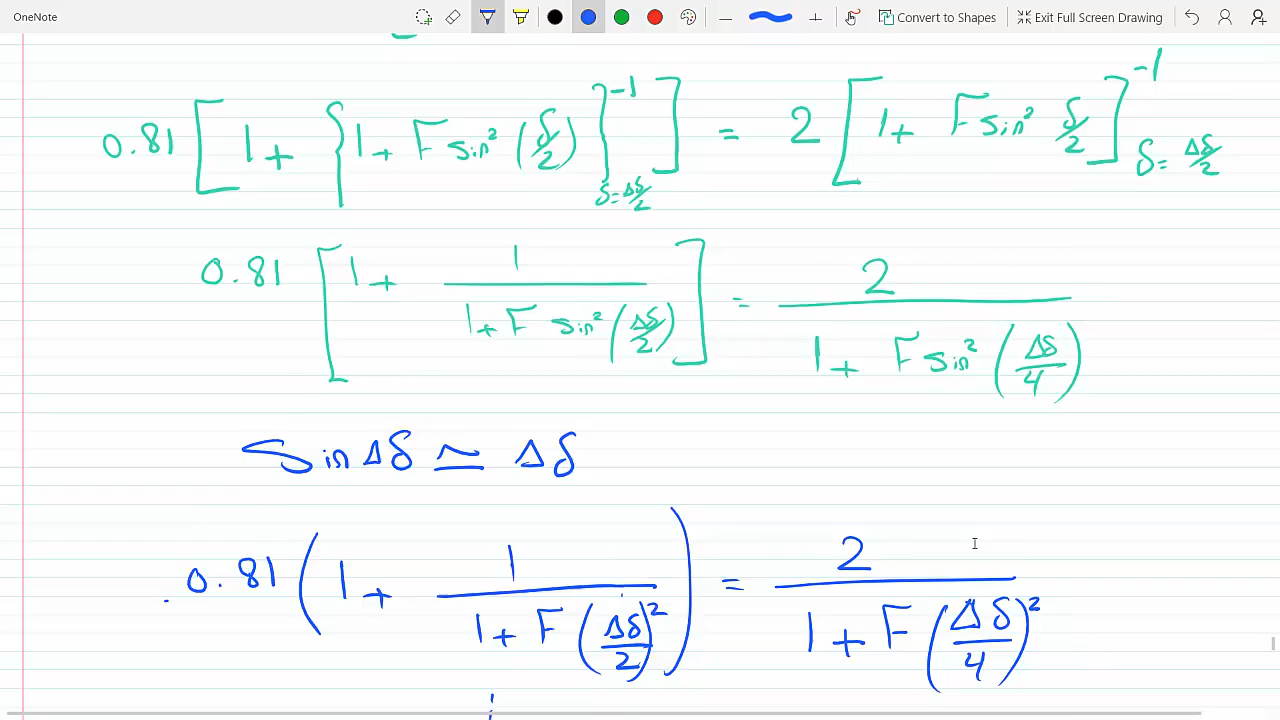 OneNote
Convert to Shapes
Exit Full Screen Drawing
0.81 [ 1 + { 1 + F sin² (δ/2) ]⁻¹ δ=Δδ/2 ] = 2 [ 1 + F sin² δ/2 ]⁻¹ δ= Δδ/2
0.81 [ 1 + 1/(1 + F sin² (Δδ/2)) ] = 2/(1 + F sin² (Δδ/4))
Sin Δδ ≃ Δδ
0.81 ( 1 + 1/(1 + F (Δδ/2)²) ) = 2/(1 + F (Δδ/4)²)